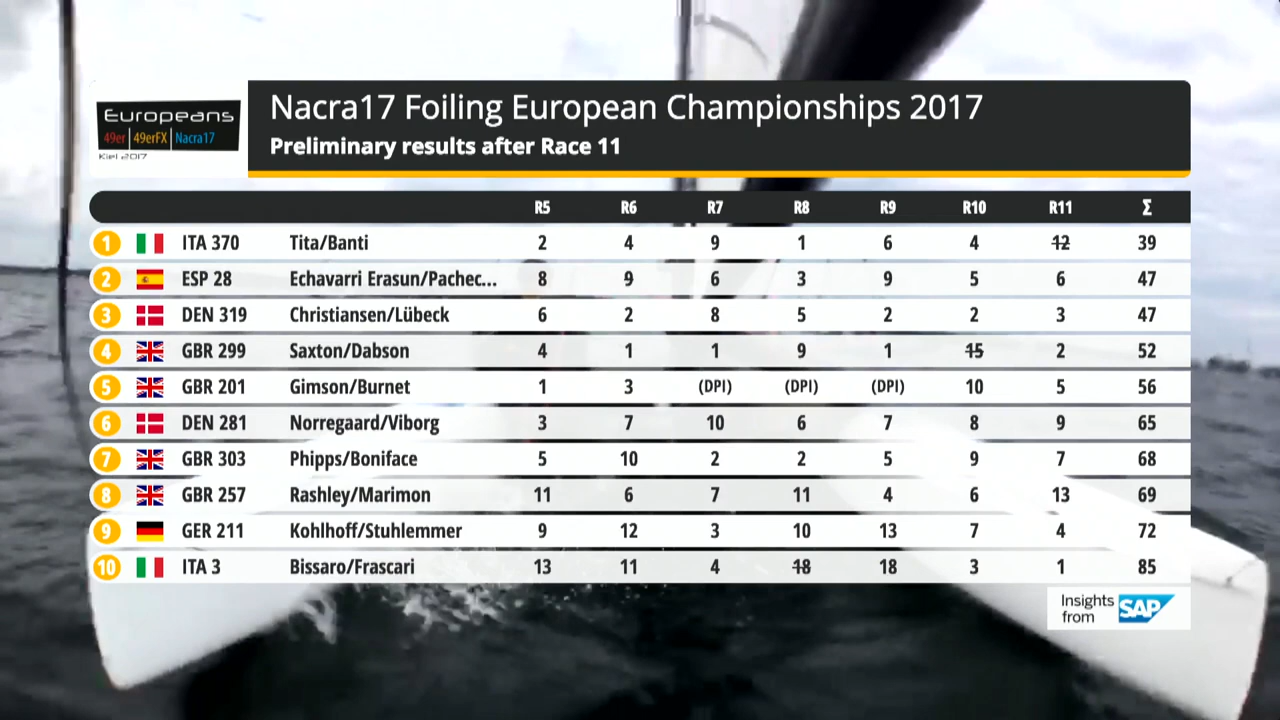 Europeans
49er | 49erFX | Nacra17
Kiel 2017
Nacra17 Foiling European Championships 2017
Preliminary results after Race 11
R5 R6 R7 R8 R9 R10 R11 Σ
1 ITA 370 Tita/Banti 2 4 9 1 6 4 12 39
2 ESP 28 Echavarri Erasun/Pachec... 8 9 6 3 9 5 6 47
3 DEN 319 Christiansen/Lübeck 6 2 8 5 2 2 3 47
4 GBR 299 Saxton/Dabson 4 1 1 9 1 15 2 52
5 GBR 201 Gimson/Burnet 1 3 (DPI) (DPI) (DPI) 10 5 56
6 DEN 281 Norregaard/Viborg 3 7 10 6 7 8 9 65
7 GBR 303 Phipps/Boniface 5 10 2 2 5 9 7 68
8 GBR 257 Rashley/Marimon 11 6 7 11 4 6 13 69
9 GER 211 Kohlhoff/Stuhlemmer 9 12 3 10 13 7 4 72
10 ITA 3 Bissaro/Frascari 13 11 4 18 18 3 1 85
Insights
from SAP